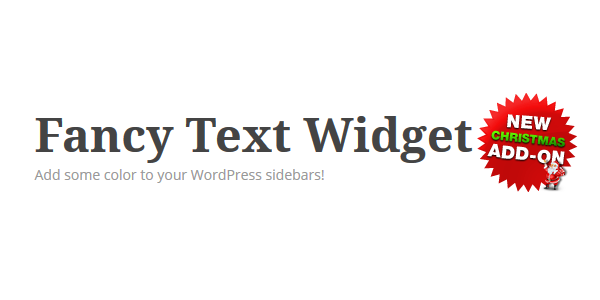 Fancy Text Widget
Add some color to your WordPress sidebars!
NEW
CHRISTMAS
ADD-ON